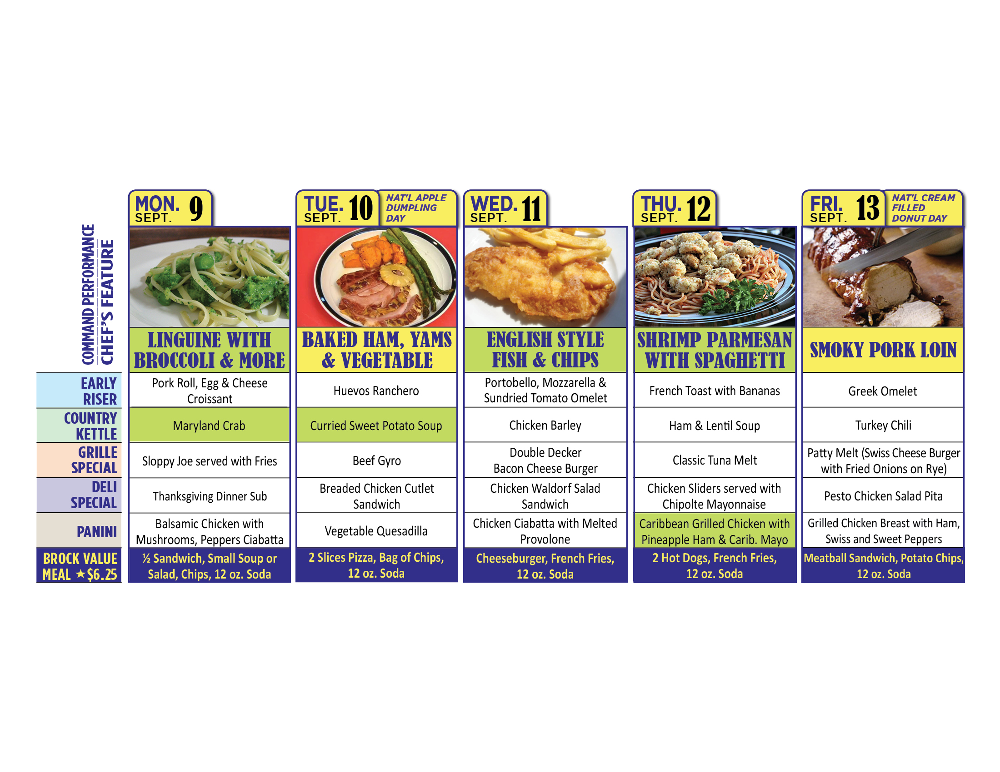 MON.
SEPT. 9
TUE.
SEPT. 10
NAT'L APPLE
DUMPLING
DAY
WED.
SEPT. 11
THU.
SEPT. 12
FRI.
SEPT. 13
NAT'L CREAM
FILLED
DONUT DAY
COMMAND PERFORMANCE
CHEF'S FEATURE
LINGUINE WITH
BROCCOLI & MORE
BAKED HAM, YAMS
& VEGETABLE
ENGLISH STYLE
FISH & CHIPS
SHRIMP PARMESAN
WITH SPAGHETTI
SMOKY PORK LOIN
EARLY
RISER
Pork Roll, Egg & Cheese
Croissant
Huevos Ranchero
Portobello, Mozzarella &
Sundried Tomato Omelet
French Toast with Bananas
Greek Omelet
COUNTRY
KETTLE
Maryland Crab
Curried Sweet Potato Soup
Chicken Barley
Ham & Lentil Soup
Turkey Chili
GRILLE
SPECIAL
Sloppy Joe served with Fries
Beef Gyro
Double Decker
Bacon Cheese Burger
Classic Tuna Melt
Patty Melt (Swiss Cheese Burger
with Fried Onions on Rye)
DELI
SPECIAL
Thanksgiving Dinner Sub
Breaded Chicken Cutlet
Sandwich
Chicken Waldorf Salad
Sandwich
Chicken Sliders served with
Chipolte Mayonnaise
Pesto Chicken Salad Pita
PANINI
Balsamic Chicken with
Mushrooms, Peppers Ciabatta
Vegetable Quesadilla
Chicken Ciabatta with Melted
Provolone
Caribbean Grilled Chicken with
Pineapple Ham & Carib. Mayo
Grilled Chicken Breast with Ham,
Swiss and Sweet Peppers
BROCK VALUE
MEAL ★$6.25
½ Sandwich, Small Soup or
Salad, Chips, 12 oz. Soda
2 Slices Pizza, Bag of Chips,
12 oz. Soda
Cheeseburger, French Fries,
12 oz. Soda
2 Hot Dogs, French Fries,
12 oz. Soda
Meatball Sandwich, Potato Chips,
12 oz. Soda